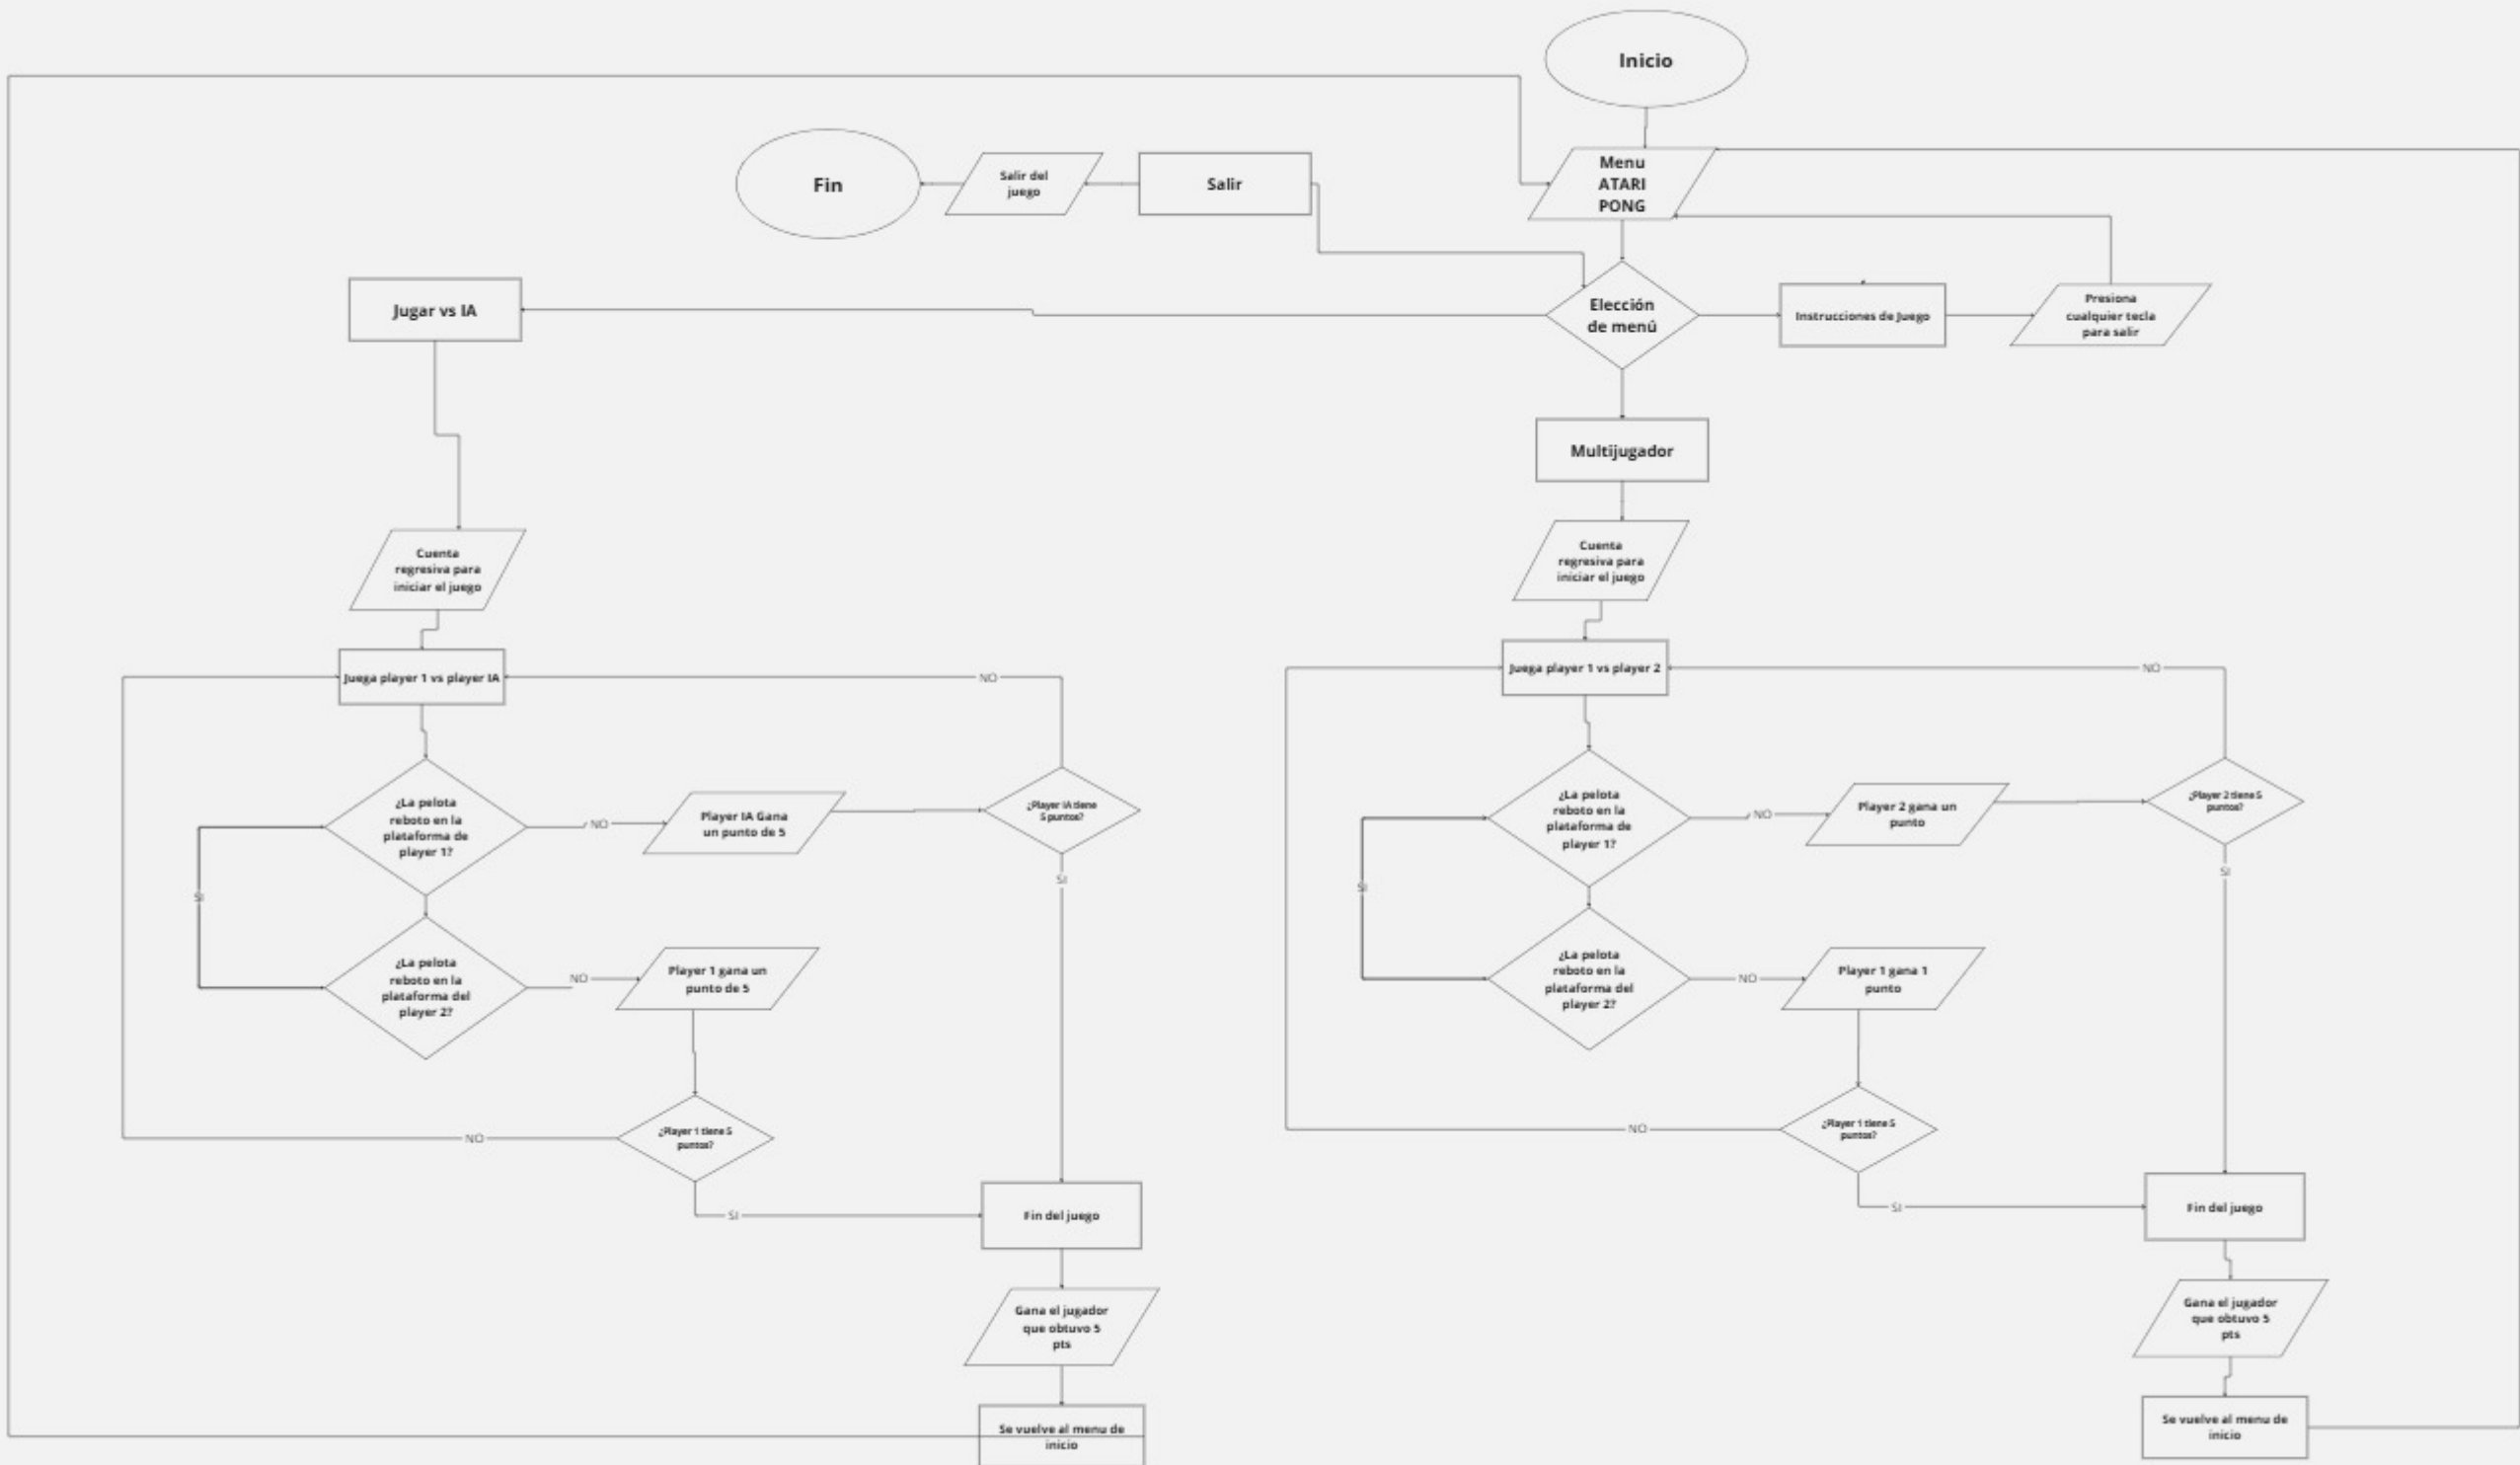 Inicio
Menu
ATARI
PONG
Fin
Salir del
juego
Salir
Jugar vs IA
Elección
de menú
Instrucciones de Juego
Presiona
cualquier tecla
para salir
Multijugador
Cuenta
regresiva para
iniciar el juego
Cuenta
regresiva para
iniciar el juego
Juega player 1 vs player IA
NO
Juega player 1 vs player 2
NO
¿La pelota
reboto en la
plataforma de
player 1?
NO
Player IA Gana
un punto de 5
¿Player IA tiene
5 puntos?
SI
SI
¿La pelota
reboto en la
plataforma del
player 2?
NO
Player 1 gana un
punto de 5
¿Player 1 tiene 5
puntos?
NO
SI
Fin del juego
Gana el jugador
que obtuvo 5
pts
Se vuelve al menu de
inicio
¿La pelota
reboto en la
plataforma de
player 1?
NO
Player 2 gana un
punto
¿Player 2 tiene 5
puntos?
SI
SI
¿La pelota
reboto en la
plataforma del
player 2?
NO
Player 1 gana 1
punto
¿Player 1 tiene 5
puntos?
NO
SI
Fin del juego
Gana el jugador
que obtuvo 5
pts
Se vuelve al menu de
inicio